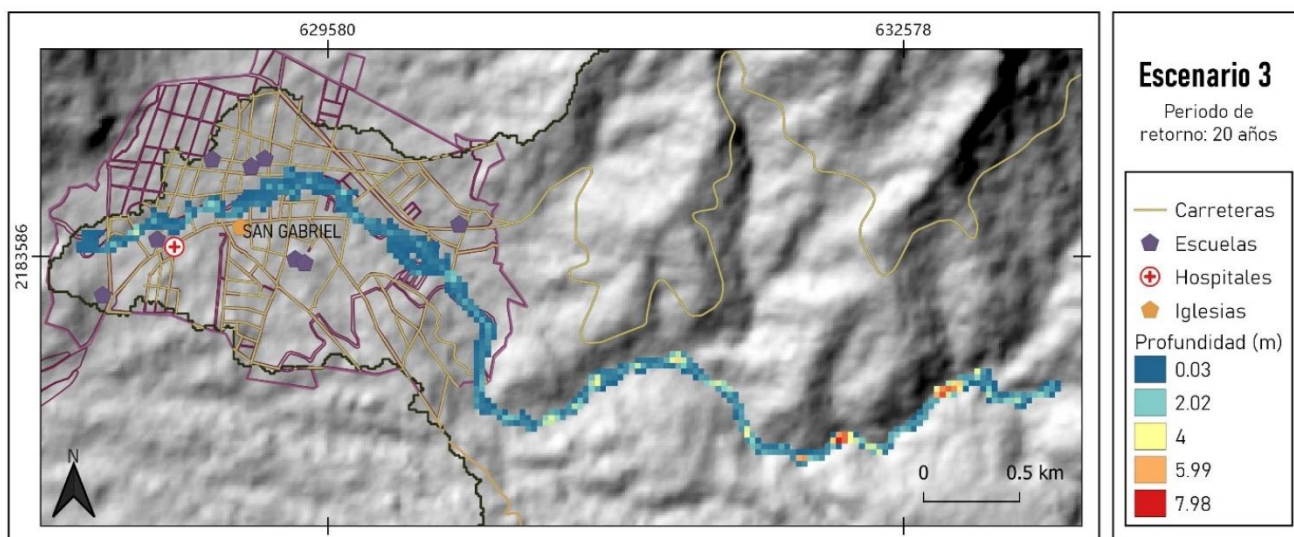 629580
632578
2183586
SAN GABRIEL
N
0
0.5 km
Escenario 3
Periodo de
retorno: 20 años
Carreteras
Escuelas
Hospitales
Iglesias
Profundidad (m)
0.03
2.02
4
5.99
7.98